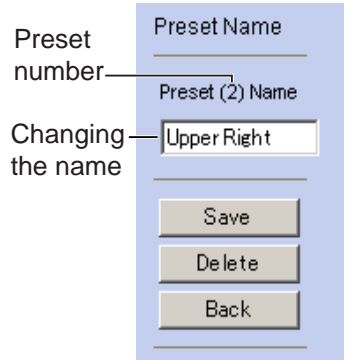 Preset Name
Preset
number
Preset (2) Name
Changing
the name
Upper Right
Save
Delete
Back